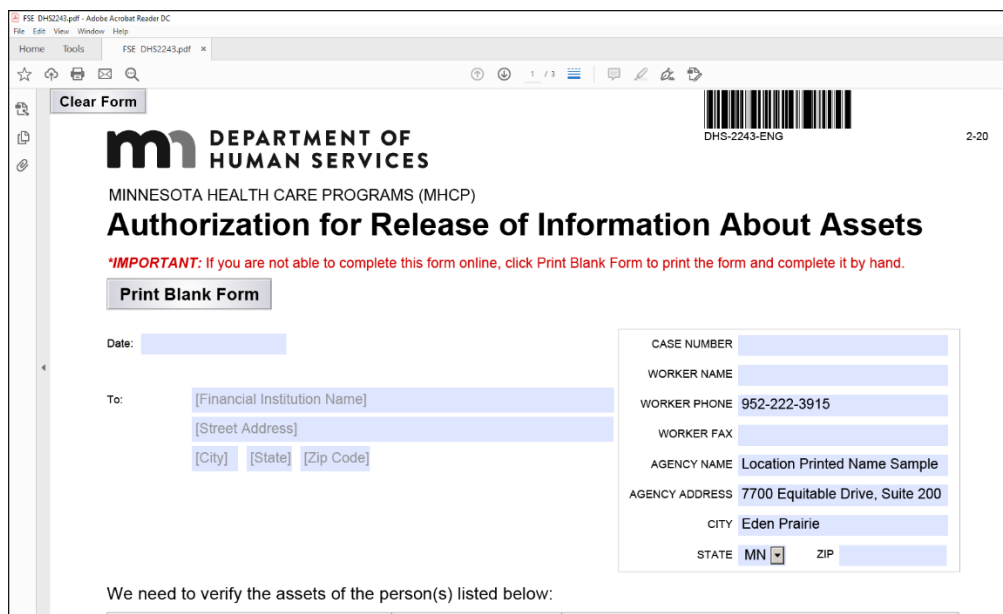 FSE DHS2243.pdf - Adobe Acrobat Reader DC
File Edit View Window Help
Home Tools FSE DHS2243.pdf ×
1 / 3
Clear Form
DHS-2243-ENG 2-20
mn DEPARTMENT OF
HUMAN SERVICES
MINNESOTA HEALTH CARE PROGRAMS (MHCP)
Authorization for Release of Information About Assets
*IMPORTANT: If you are not able to complete this form online, click Print Blank Form to print the form and complete it by hand.
Print Blank Form
Date:
To: [Financial Institution Name]
[Street Address]
[City] [State] [Zip Code]
CASE NUMBER
WORKER NAME
WORKER PHONE 952-222-3915
WORKER FAX
AGENCY NAME Location Printed Name Sample
AGENCY ADDRESS 7700 Equitable Drive, Suite 200
CITY Eden Prairie
STATE MN ZIP
We need to verify the assets of the person(s) listed below: